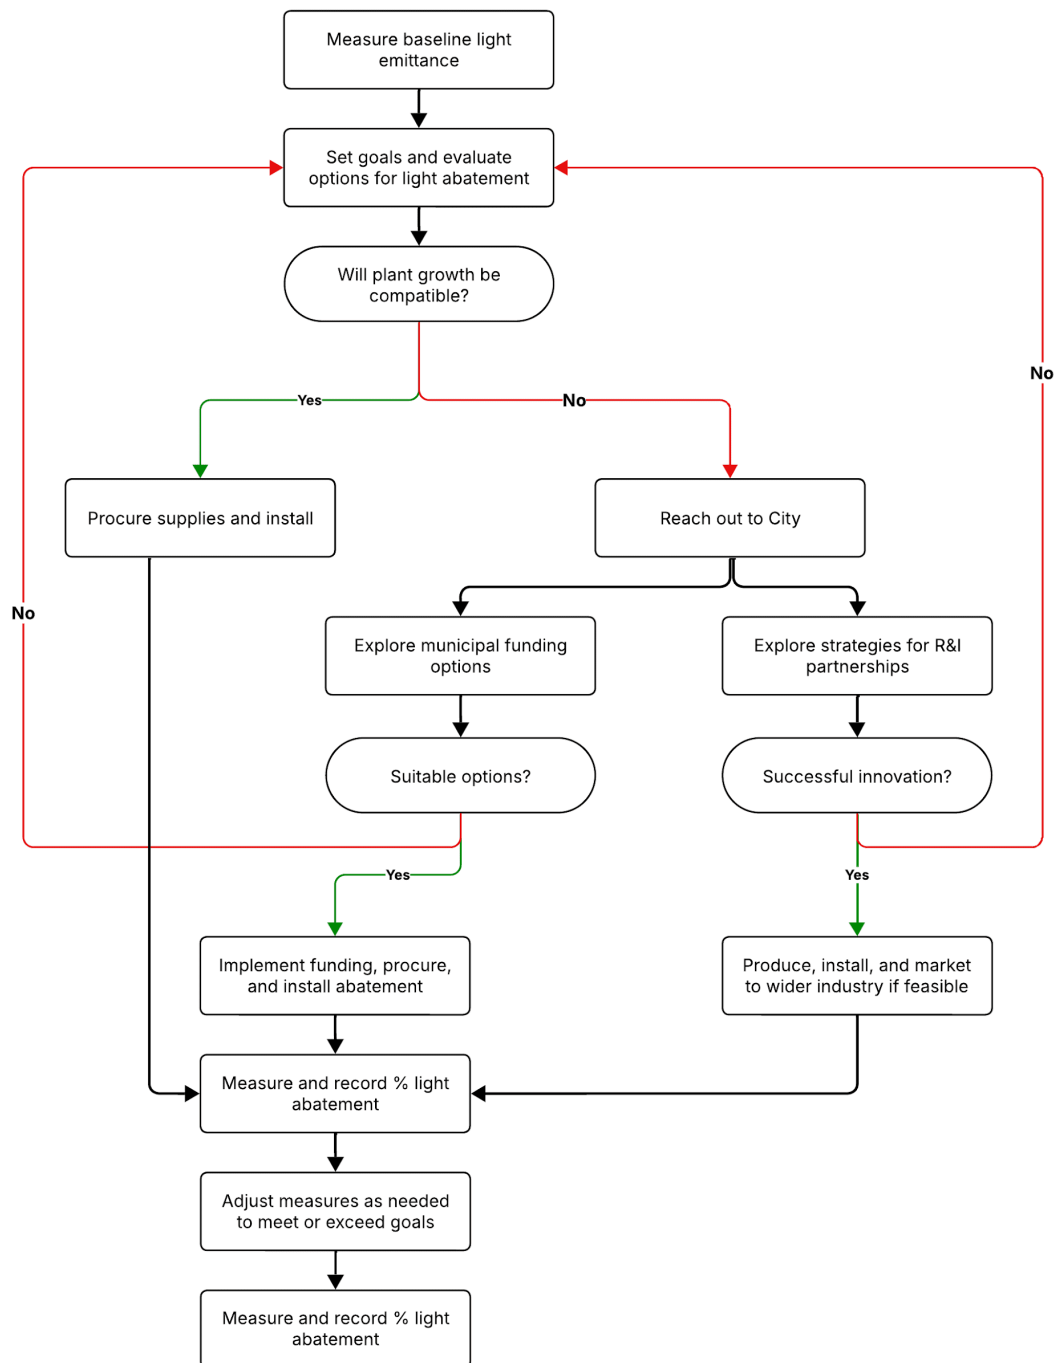 Measure baseline light
emittance
Set goals and evaluate
options for light abatement
Will plant growth be
compatible?
No
Yes
No
Procure supplies and install
Reach out to City
No
Explore municipal funding
options
Explore strategies for R&I
partnerships
Suitable options?
Successful innovation?
Yes
Yes
Implement funding, procure,
and install abatement
Produce, install, and market
to wider industry if feasible
Measure and record % light
abatement
Adjust measures as needed
to meet or exceed goals
Measure and record % light
abatement